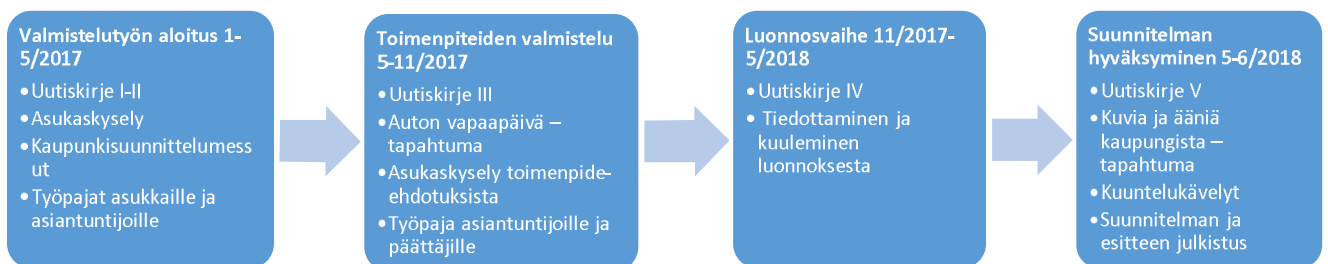 Valmistelutyön aloitus 1-
5/2017
•Uutiskirje I-II
•Asukaskysely
•Kaupunkisuunnittelumess
ut
•Työpajat asukkaille ja
asiantuntijoille
Toimenpiteiden valmistelu
5-11/2017
•Uutiskirje III
•Auton vapaapäivä –
tapahtuma
•Asukaskysely toimenpide-
ehdotuksista
•Työpaja asiantuntijoille ja
päättäjille
Luonnosvaihe 11/2017-
5/2018
•Uutiskirje IV
• Tiedottaminen ja
kuuleminen
luonnoksesta
Suunnitelman
hyväksyminen 5-6/2018
•Uutiskirje V
•Kuvia ja ääniä
kaupungista –
tapahtuma
•Kuuntelukävelyt
•Suunnitelman ja
esitteen julkistus